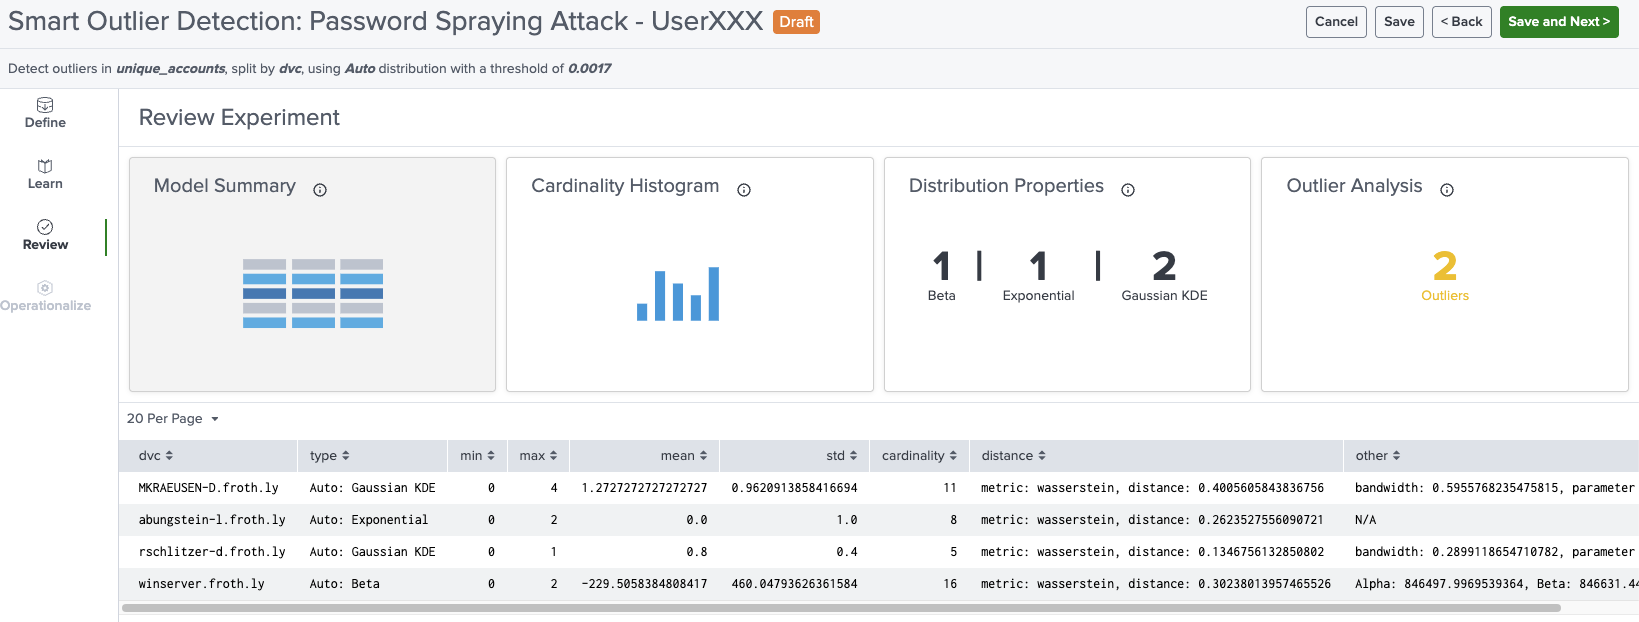 Smart Outlier Detection: Password Spraying Attack - UserXXX Draft Cancel Save < Back Save and Next >
Detect outliers in unique_accounts, split by dvc, using Auto distribution with a threshold of 0.0017
Define
Learn
Review
Operationalize
Review Experiment
Model Summary
Cardinality Histogram
Distribution Properties
1 | 1 | 2
Beta Exponential Gaussian KDE
Outlier Analysis
2
Outliers
20 Per Page
dvc type min max mean std cardinality distance other
MKRAEUSEN-D.froth.ly Auto: Gaussian KDE 0 4 1.2727272727272727 0.9620913858416694 11 metric: wasserstein, distance: 0.4005605843836756 bandwidth: 0.5955768235475815, parameter
abungstein-l.froth.ly Auto: Exponential 0 2 0.0 1.0 8 metric: wasserstein, distance: 0.2623527556090721 N/A
rschlitzer-d.froth.ly Auto: Gaussian KDE 0 1 0.8 0.4 5 metric: wasserstein, distance: 0.1346756132850802 bandwidth: 0.2899118654710782, parameter
winserver.froth.ly Auto: Beta 0 2 -229.5058384808417 460.04793626361584 16 metric: wasserstein, distance: 0.30238013957465526 Alpha: 846497.9969539364, Beta: 846631.44